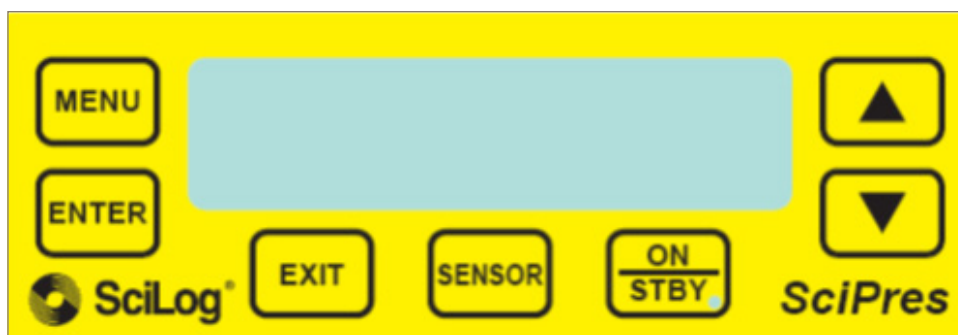 MENU
ENTER
EXIT
SENSOR
ON
STBY
SciLog®
SciPres